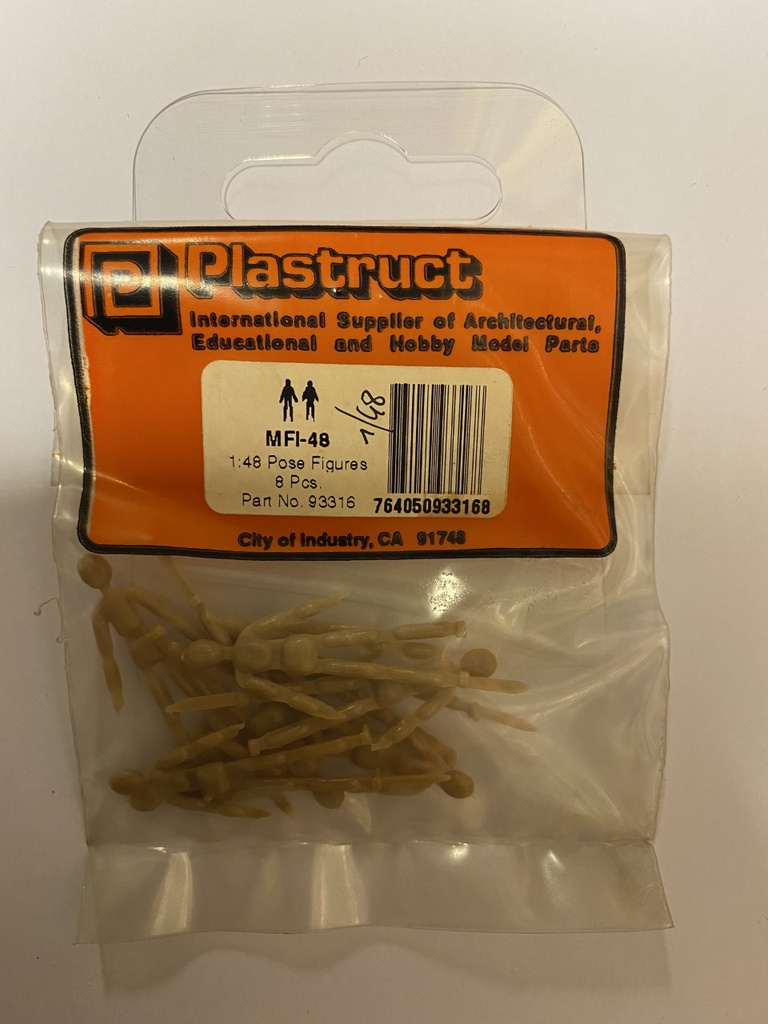 P
Plastruct
International Supplier of Architectural,
Educational and Hobby Model Parts
MFI-48
1/48
1:48 Pose Figures
8 Pcs.
Part No. 93316
764050933168
City of Industry, CA 91748